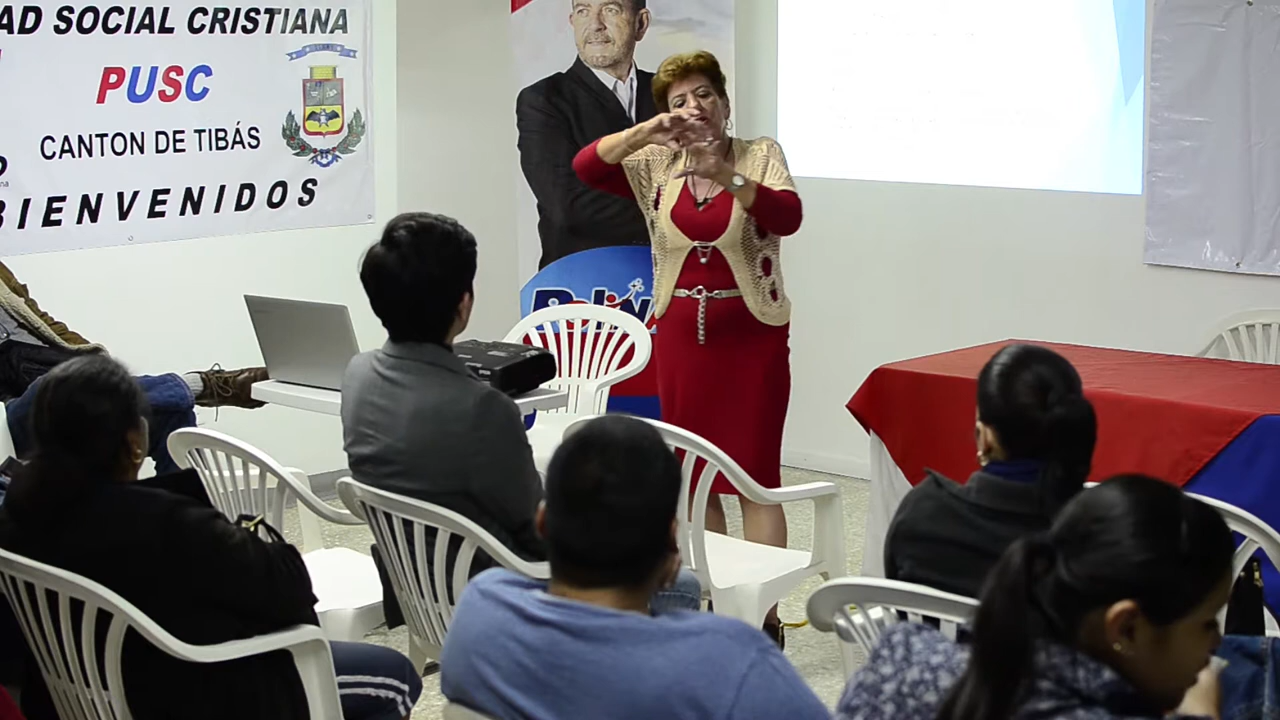 AD SOCIAL CRISTIANA
PUSC
CANTON DE TIBÁS
BIENVENIDOS